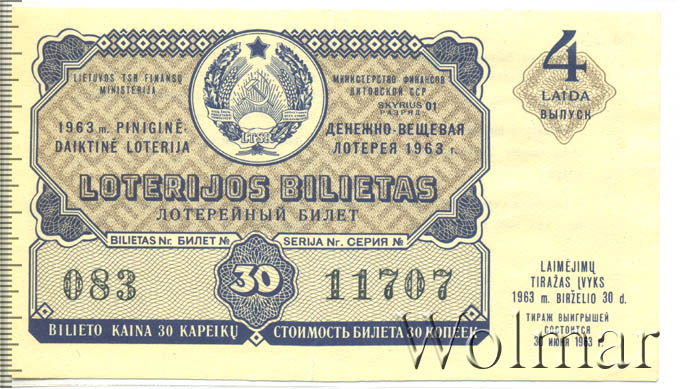 LIETUVOS TSR FINANSŲ
MINISTERIJA
МИНИСТЕРСТВО ФИНАНСОВ
ЛИТОВСКОЙ ССР
SKYRIUS 01
РАЗРЯД
1963 m. PINIGINĖ-
DAIKTINĖ LOTERIJA
LTSR
ДЕНЕЖНО-ВЕЩЕВАЯ
ЛОТЕРЕЯ 1963 г.
LOTERIJOS BILIETAS
ЛОТЕРЕЙНЫЙ БИЛЕТ
BILIETAS Nr. БИЛЕТ № SERIJA Nr. СЕРИЯ №
083 30 11707
BILIETO KAINA 30 KAPEIKŲ СТОИМОСТЬ БИЛЕТА 30 КОПЕЕК
4
LAIDA
ВЫПУСК
LAIMĖJIMŲ
TIRAŽAS ĮVYKS
1963 m. BIRŽELIO 30 d.
ТИРАЖ ВЫИГРЫШЕЙ
СОСТОИТСЯ
30 ИЮНЯ 1963 г.
Wolmar